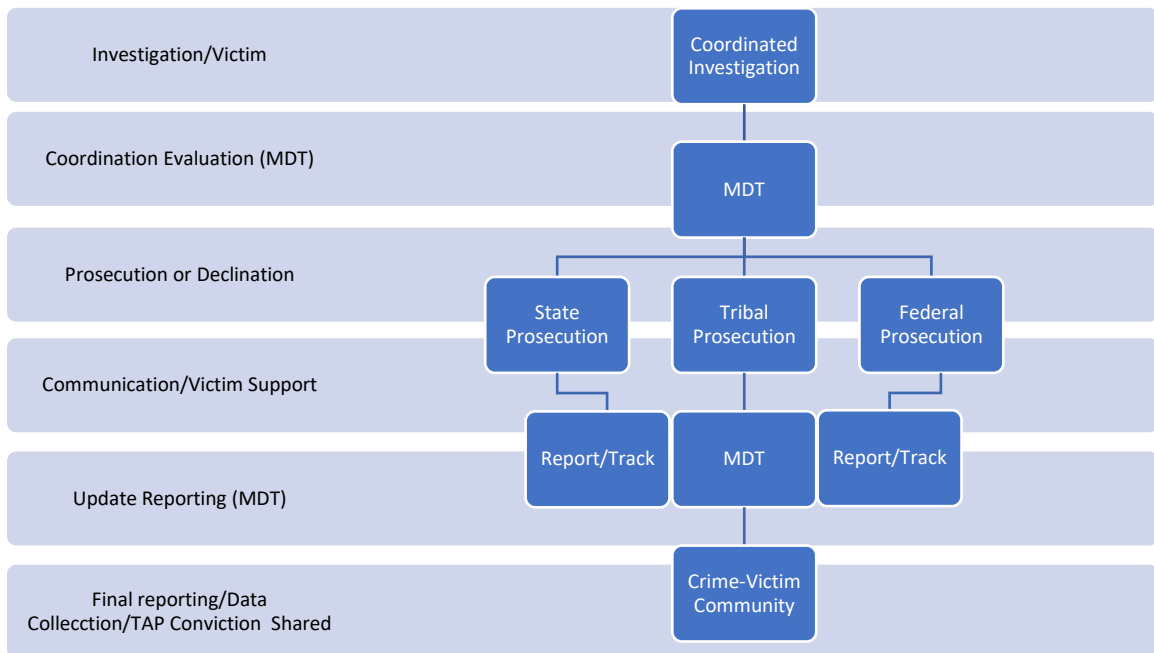 Investigation/Victim
Coordinated
Investigation
Coordination Evaluation (MDT)
MDT
Prosecution or Declination
State
Prosecution
Tribal
Prosecution
Federal
Prosecution
Communication/Victim Support
Report/Track
MDT
Report/Track
Update Reporting (MDT)
Final reporting/Data
Collecction/TAP Conviction Shared
Crime-Victim
Community